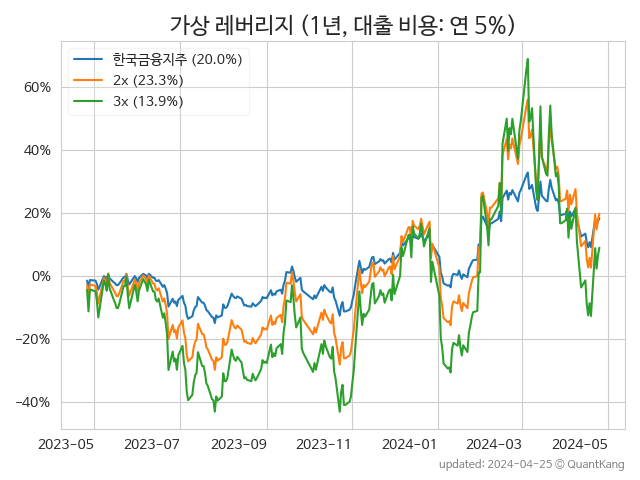 가상 레버리지 (1년, 대출 비용: 연 5%)
한국금융지주 (20.0%)
2x (23.3%)
3x (13.9%)
60%
40%
20%
0%
−20%
−40%
2023-05 2023-07 2023-09 2023-11 2024-01 2024-03 2024-05
updated: 2024-04-25 © QuantKang